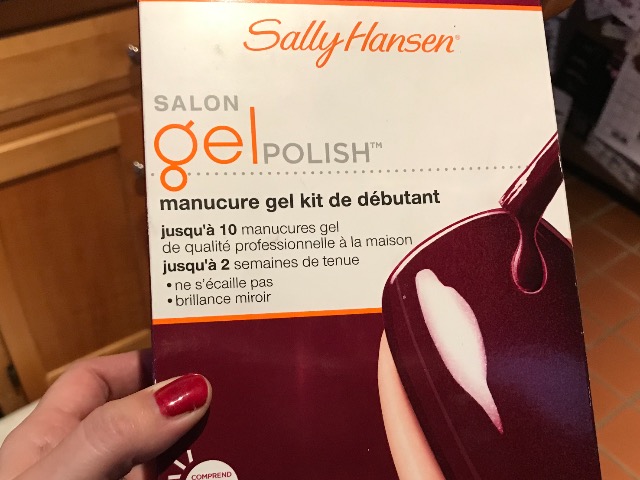 Sally Hansen®
SALON
gel POLISH™
manucure gel kit de débutant
jusqu'à 10 manucures gel
de qualité professionnelle à la maison
jusqu'à 2 semaines de tenue
• ne s'écaille pas
• brillance miroir
COMPREND